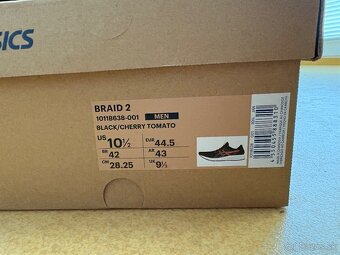 SICS
BRAID 2
1011B638-001 MEN
BLACK/CHERRY TOMATO
US 10½ EUR 44.5
BR 42 AR 43
CM 28.25 UK 9½